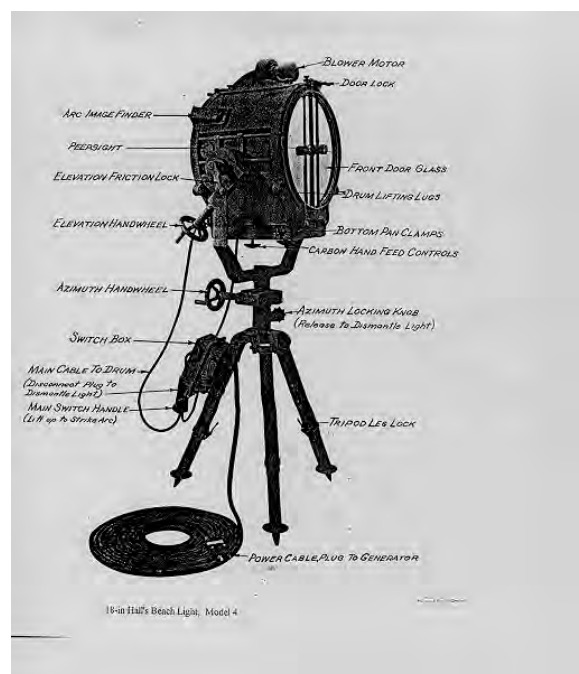 BLOWER MOTOR
DOOR LOCK
ARC IMAGE FINDER
PEEPSIGHT
FRONT DOOR GLASS
ELEVATION FRICTION LOCK
DRUM LIFTING LUGS
ELEVATION HANDWHEEL
BOTTOM PAN CLAMPS
CARBON HAND FEED CONTROLS
AZIMUTH HANDWHEEL
AZIMUTH LOCKING KNOB
(Release to Dismantle Light)
SWITCH BOX
MAIN CABLE TO DRUM
(Disconnect Plug to
Dismantle Light)
MAIN SWITCH HANDLE
(Lift up to Strike Arc)
TRIPOD LEG LOCK
POWER CABLE, PLUG TO GENERATOR
18-in Hall's Beach Light, Model 4